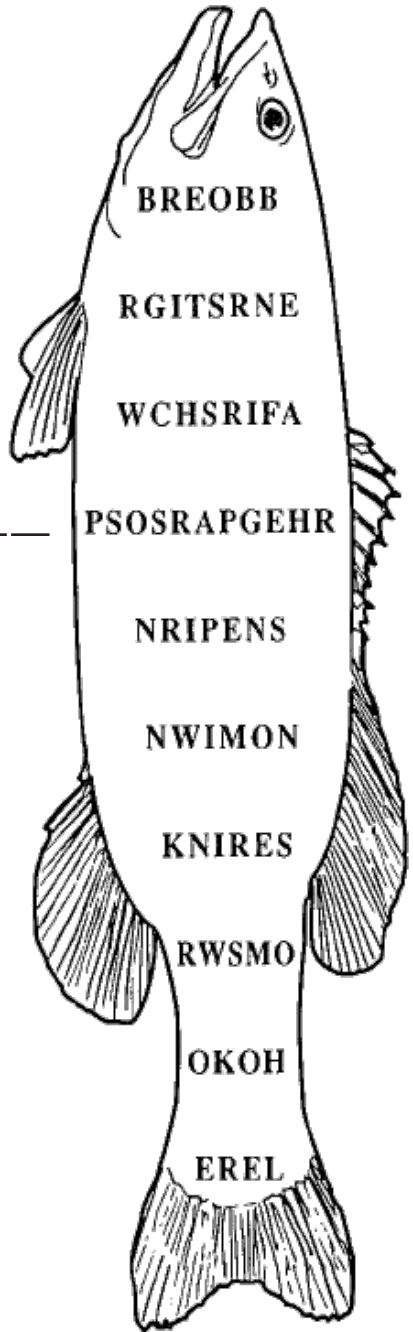 BREOBB
RGITSRNE
WCHSRIFA
PSOSRAPGEHR
NRIPENS
NWIMON
KNIRES
RWSMO
OKOH
EREL